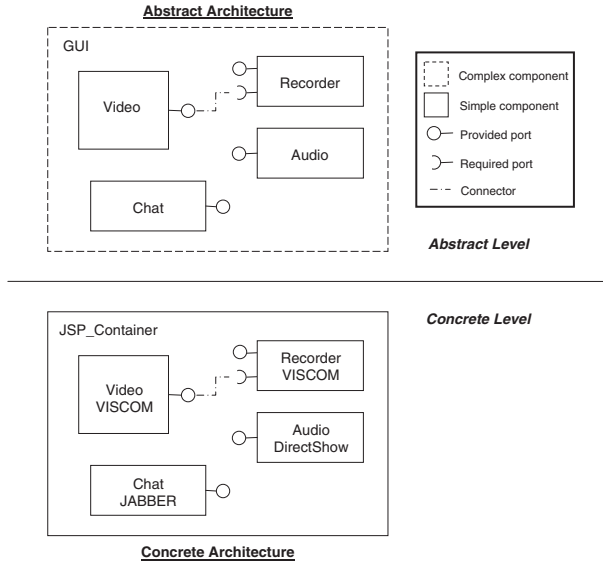 Abstract Architecture
GUI
Video
Recorder
Audio
Chat
Complex component
Simple component
Provided port
Required port
Connector
Abstract Level
Concrete Level
JSP_Container
Video
VISCOM
Recorder
VISCOM
Audio
DirectShow
Chat
JABBER
Concrete Architecture